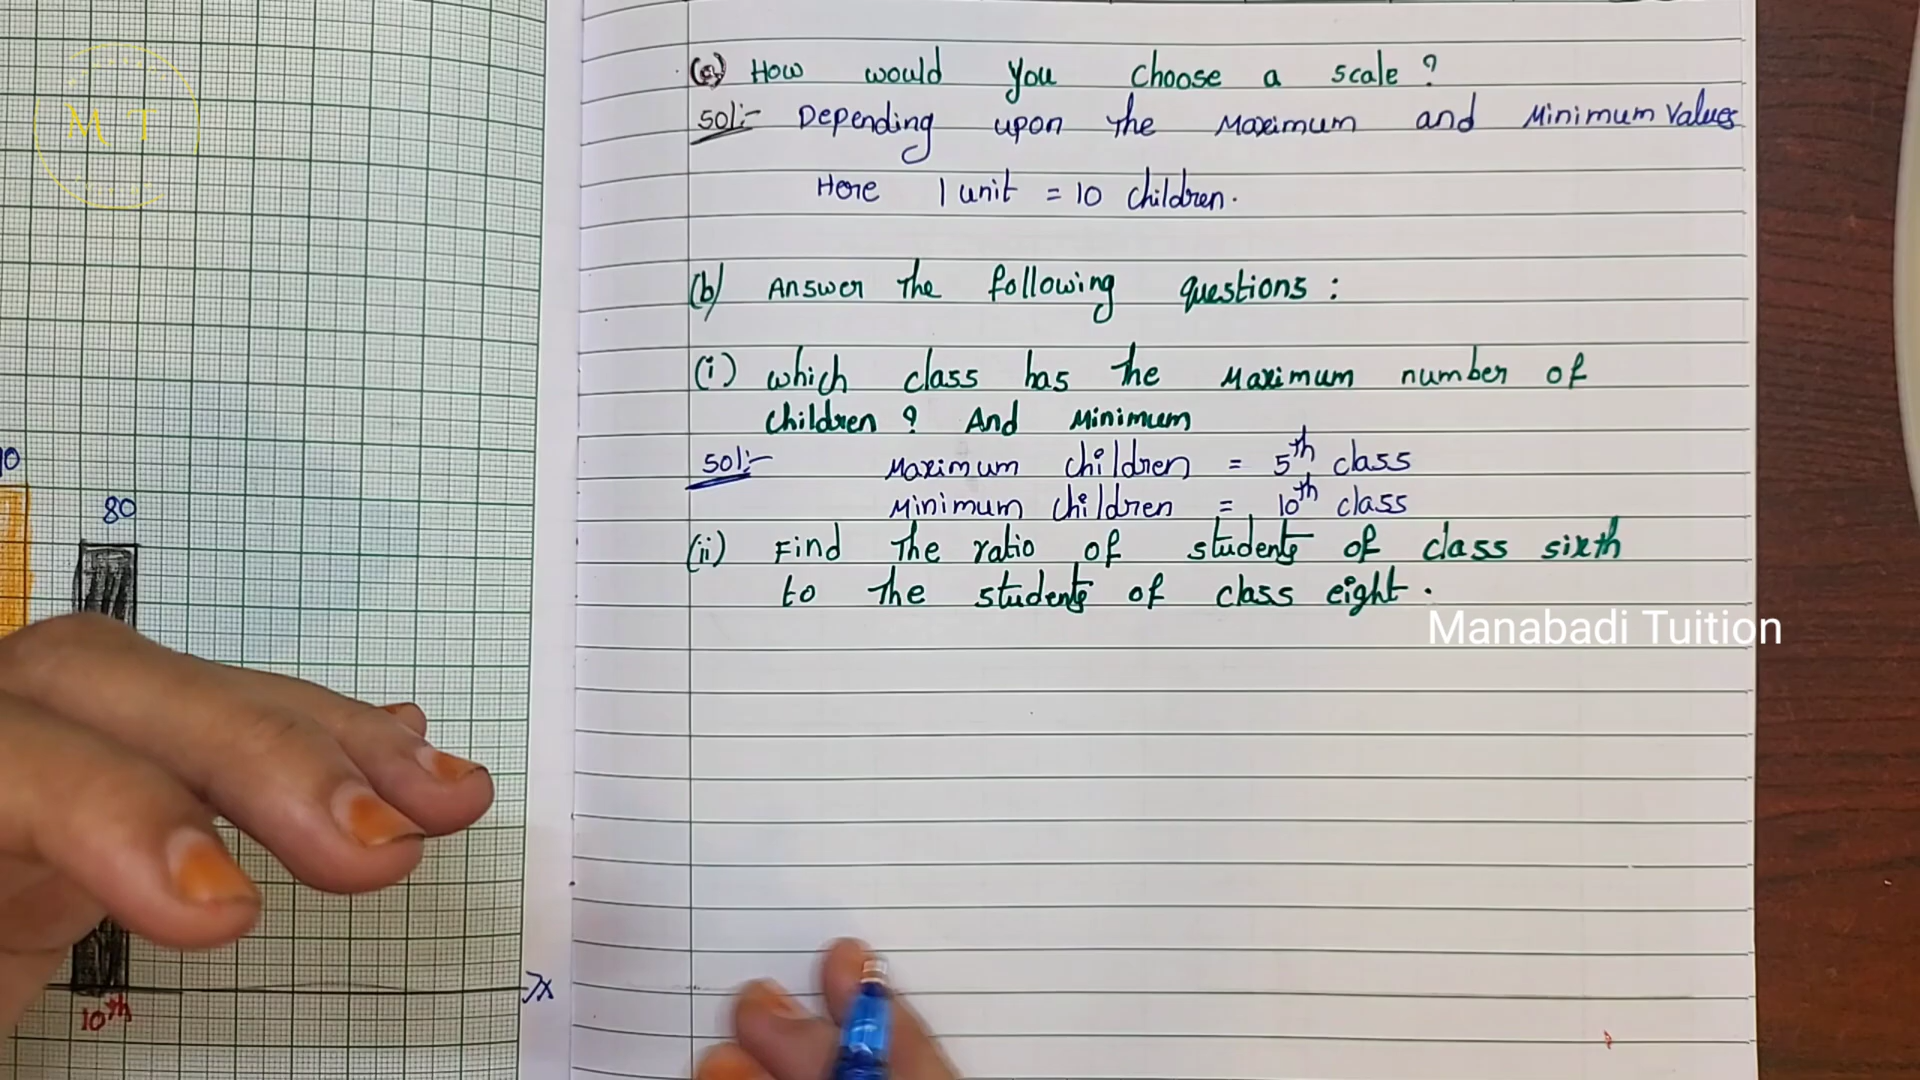 M T
(a) How would you choose a scale ?
Sol:- Depending upon the Maximum and Minimum Values
Here 1 unit = 10 children.
(b) Answer the following questions :
(i) which class has the Maximum number of
children ? And Minimum
Sol:- Maximum children = 5th class
Minimum children = 10th class
(ii) Find the ratio of students of class sixth
to the students of class eight .
Manabadi Tuition
80
10th
X